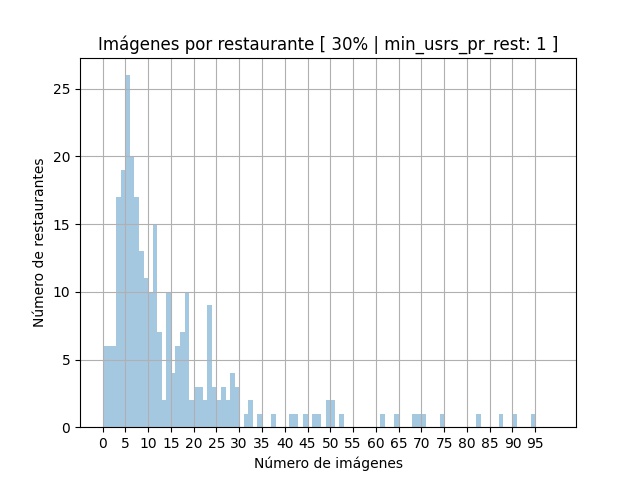 Imágenes por restaurante [ 30% | min_usrs_pr_rest: 1 ]
25
20
15
10
5
0
Número de restaurantes
0 5 10 15 20 25 30 35 40 45 50 55 60 65 70 75 80 85 90 95
Número de imágenes